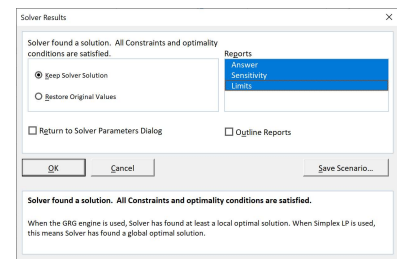 Solver Results
Solver found a solution. All Constraints and optimality
conditions are satisfied.
Reports
Answer
Sensitivity
Limits
Keep Solver Solution
Restore Original Values
Return to Solver Parameters Dialog
Outline Reports
OK
Cancel
Save Scenario...
Solver found a solution. All Constraints and optimality conditions are satisfied.
When the GRG engine is used, Solver has found at least a local optimal solution. When Simplex LP is used,
this means Solver has found a global optimal solution.